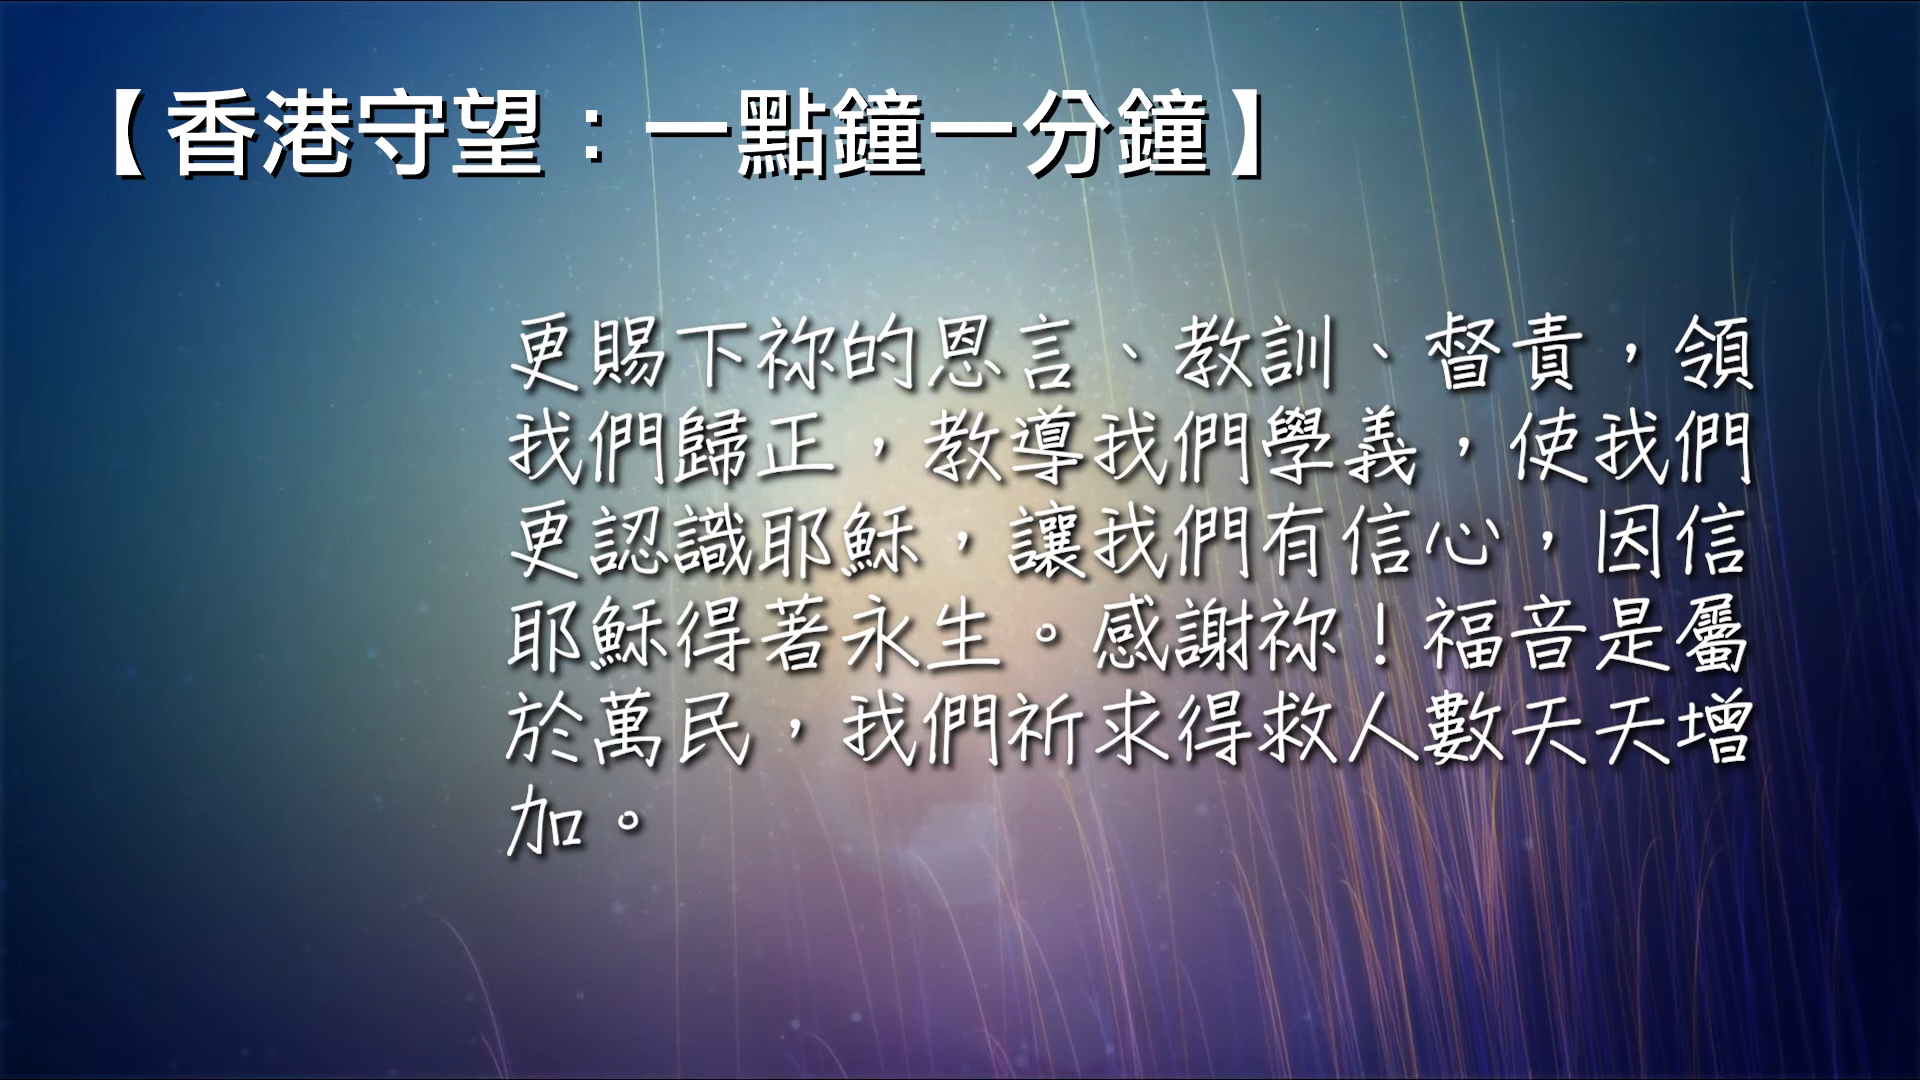 【香港守望：一點鐘一分鐘】
更賜下祢的恩言、教訓、督責，領
我們歸正，教導我們學義，使我們
更認識耶穌，讓我們有信心，因信
耶穌得著永生。感謝祢！福音是屬
於萬民，我們祈求得救人數天天增
加。